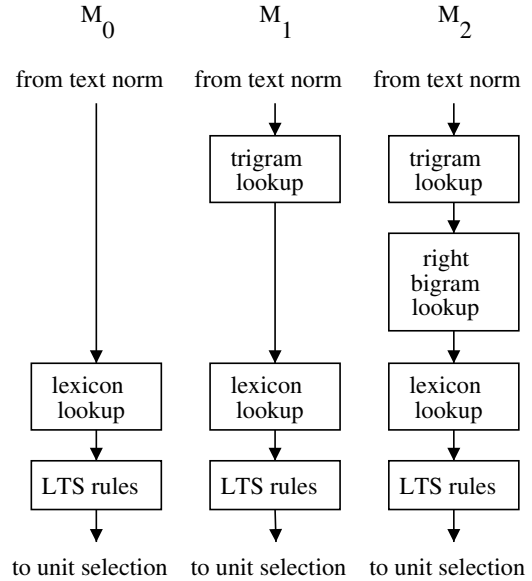 M0 M1 M2
from text norm from text norm from text norm
trigram trigram
lookup lookup
right
bigram
lookup
lexicon lexicon lexicon
lookup lookup lookup
LTS rules LTS rules LTS rules
to unit selection to unit selection to unit selection